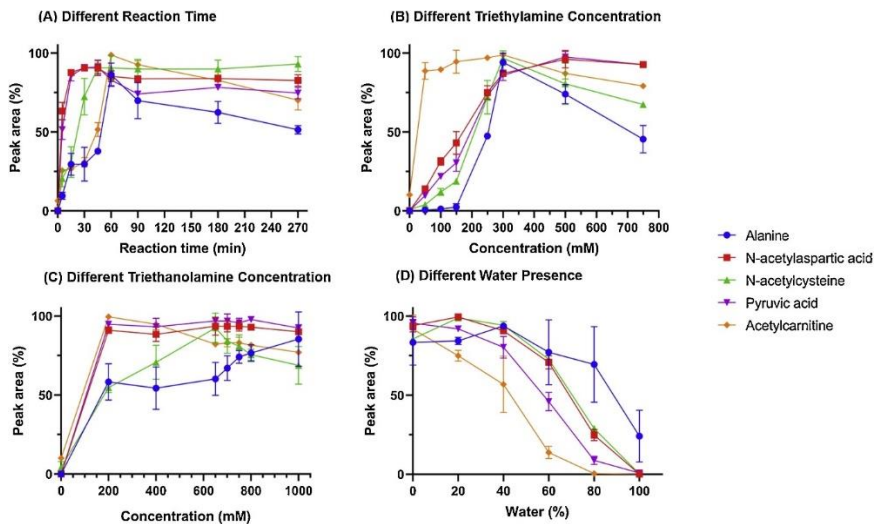 (A) Different Reaction Time
Peak area (%)
100
50
0
0 30 60 90 120 150 180 210 240 270
Reaction time (min)
(B) Different Triethylamine Concentration
Peak area (%)
100
50
0
0 100 200 300 400 500 600 700 800
Concentration (mM)
(C) Different Triethanolamine Concentration
Peak area (%)
100
50
0
0 200 400 600 800 1000
Concentration (mM)
(D) Different Water Presence
Peak area (%)
100
50
0
0 20 40 60 80 100
Water (%)
Alanine
N-acetylaspartic acid
N-acetylcysteine
Pyruvic acid
Acetylcarnitine